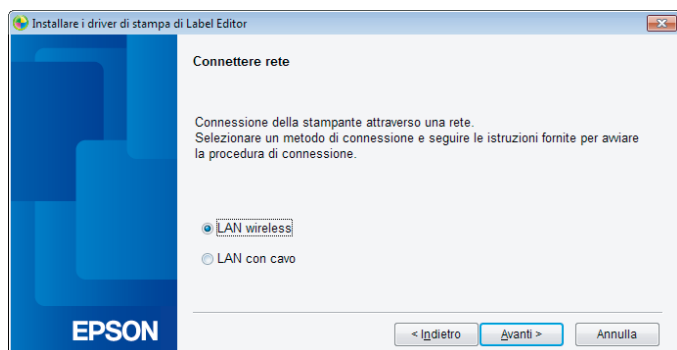 Installare i driver di stampa di Label Editor
Connettere rete
Connessione della stampante attraverso una rete.
Selezionare un metodo di connessione e seguire le istruzioni fornite per avviare
la procedura di connessione.
LAN wireless
LAN con cavo
EPSON
< Indietro
Avanti >
Annulla